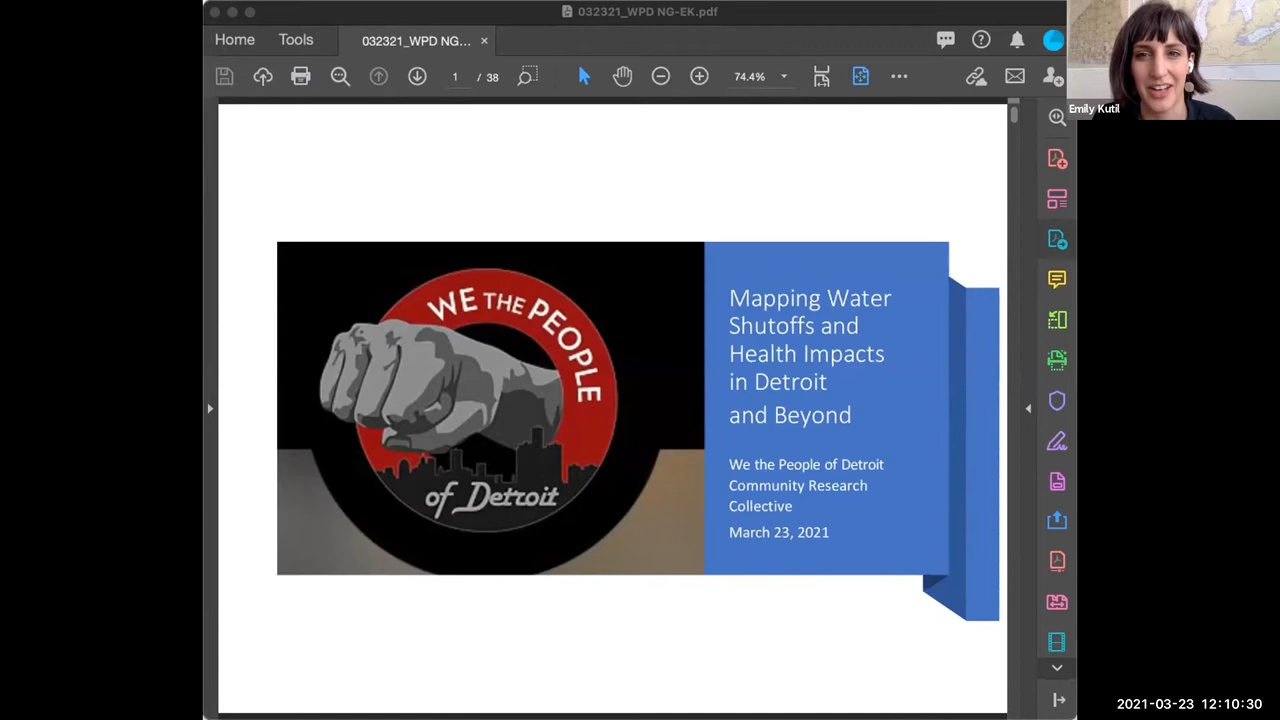 032321_WPD NG-EK.pdf
Home
Tools
032321_WPD NG...
×
1
/ 38
74.4%
Emily Kutil
WE THE PEOPLE
of Detroit
Mapping Water
Shutoffs and
Health Impacts
in Detroit
and Beyond
We the People of Detroit
Community Research
Collective
March 23, 2021
2021-03-23 12:10:30